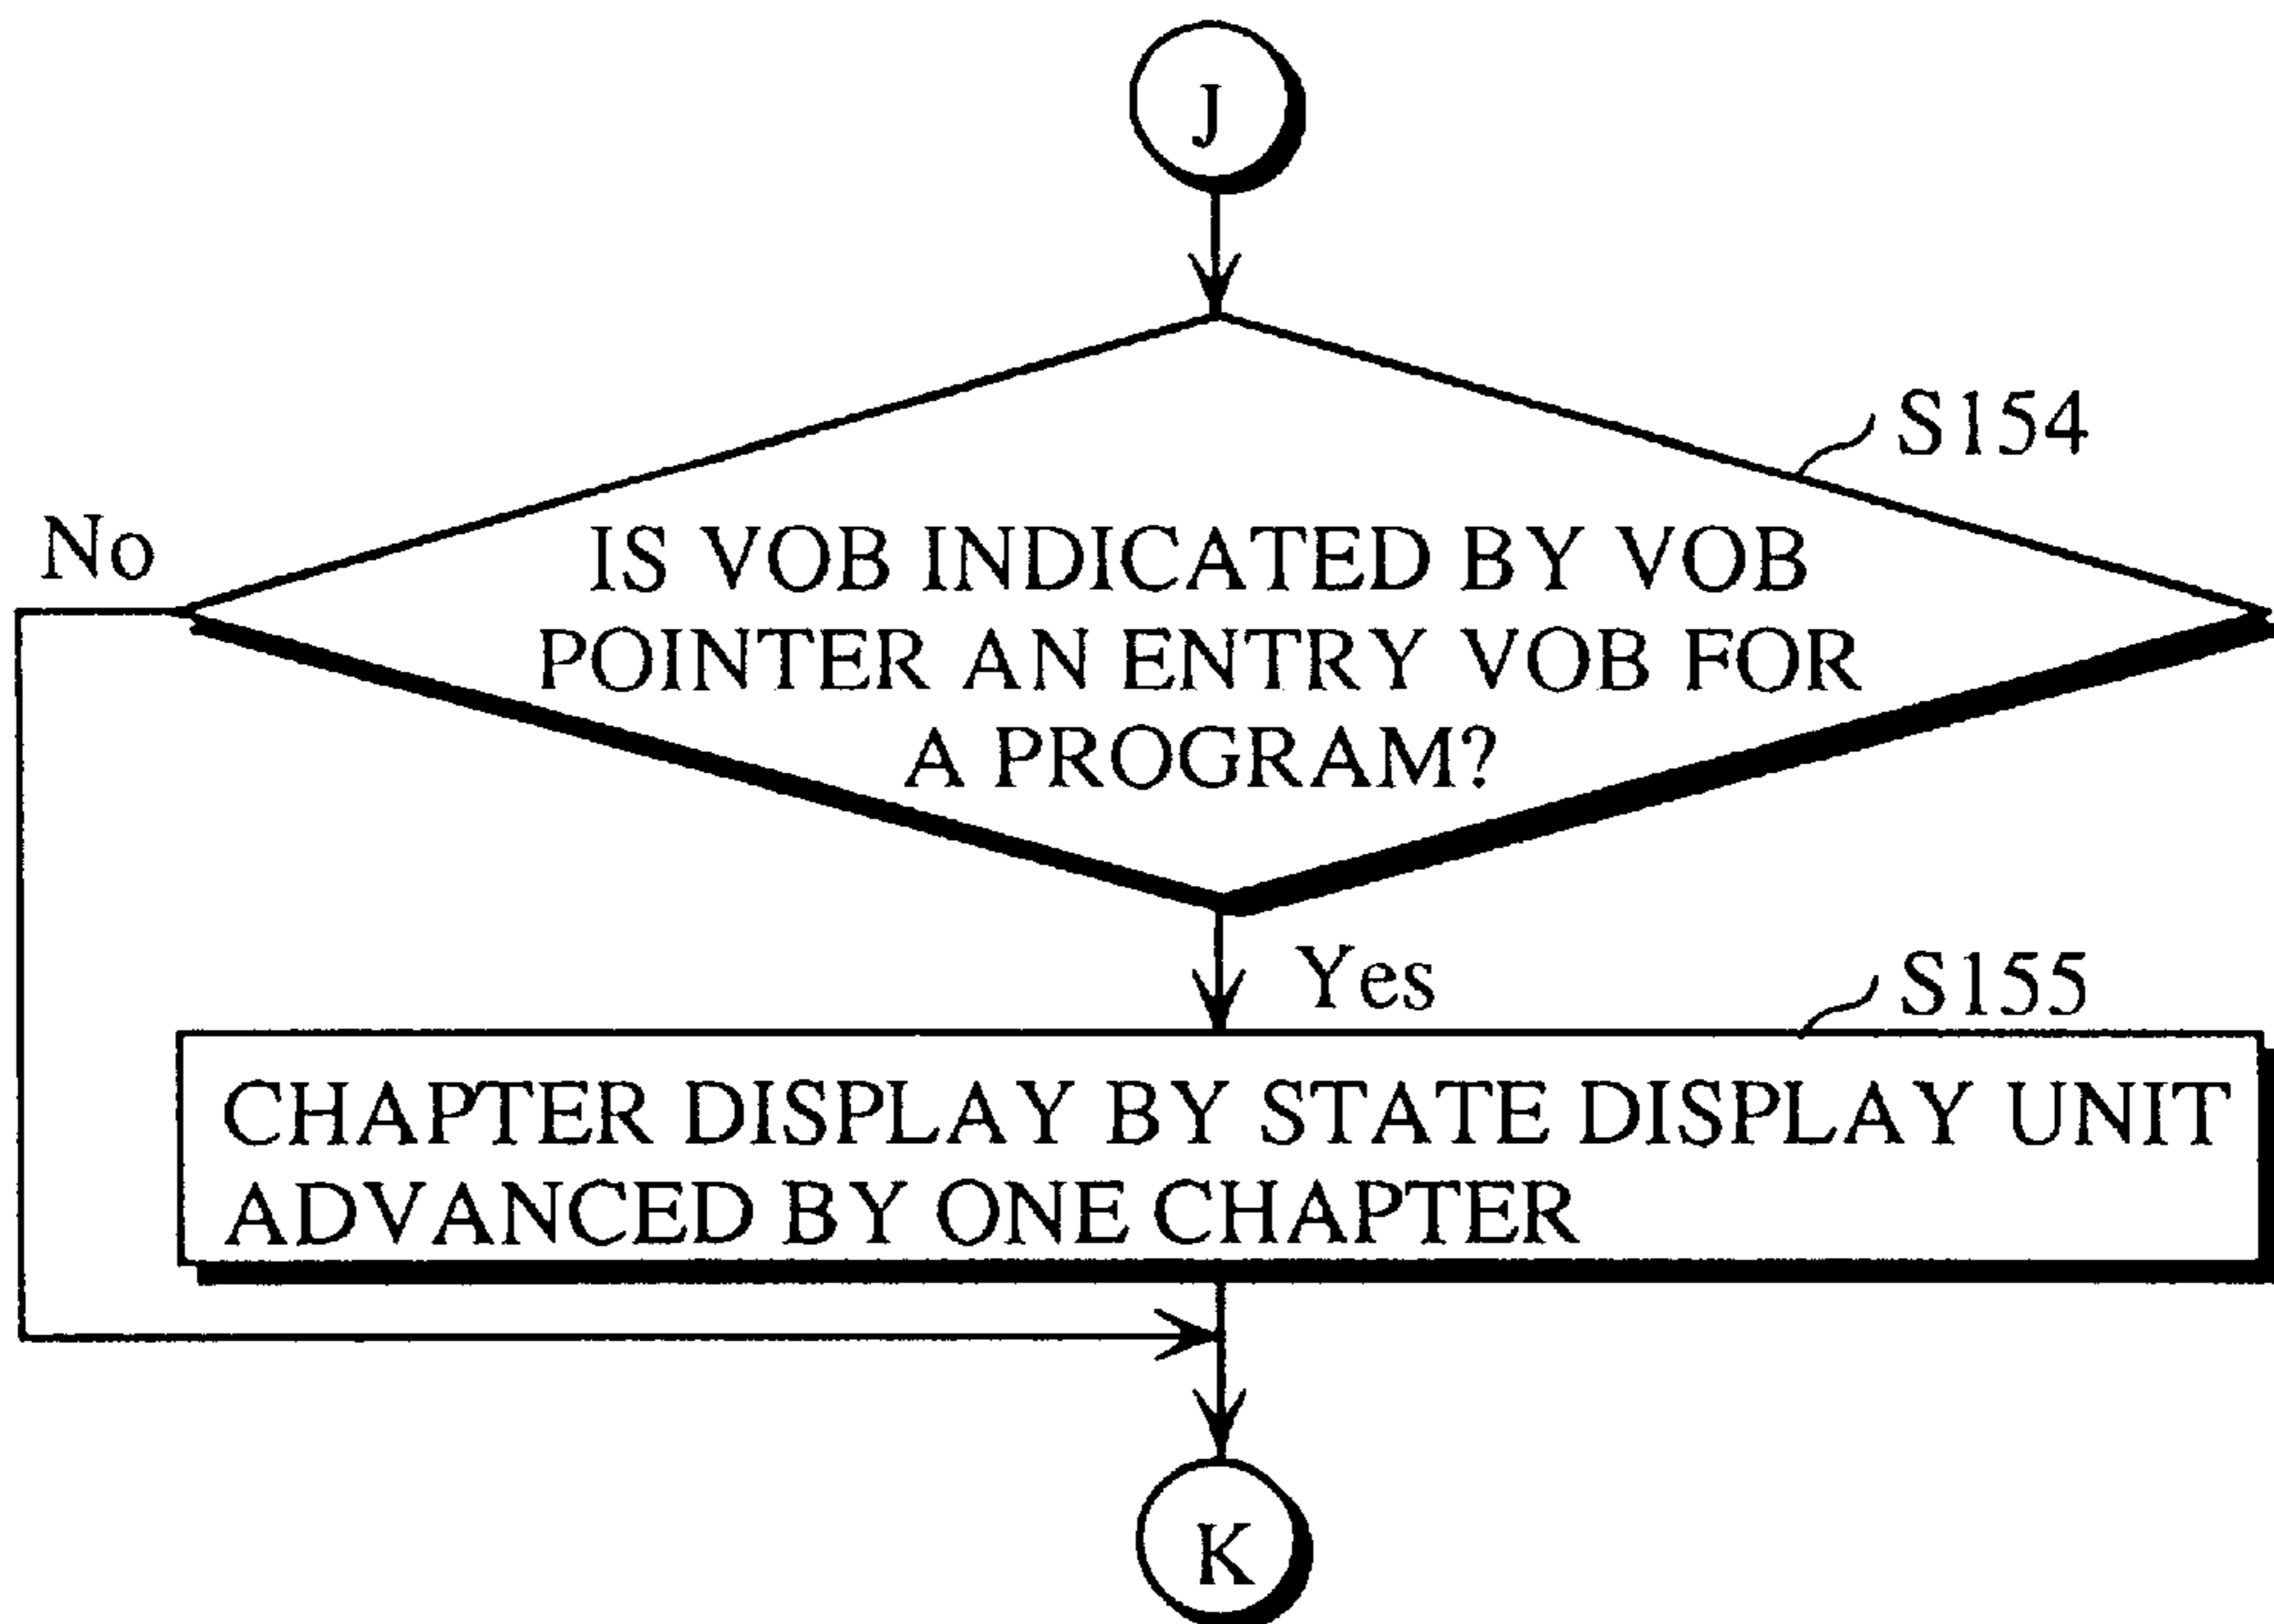 J
S154
No
IS VOB INDICATED BY VOB
POINTER AN ENTRY VOB FOR
A PROGRAM?
Yes
S155
CHAPTER DISPLAY BY STATE DISPLAY UNIT
ADVANCED BY ONE CHAPTER
K